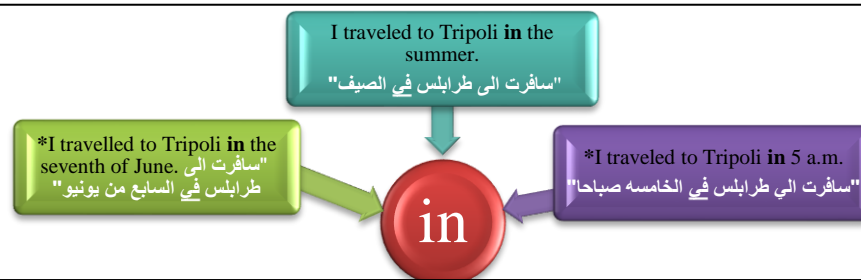 I traveled to Tripoli in the
summer.
"سافرت الى طرابلس في الصيف"
*I travelled to Tripoli in the
seventh of June. "سافرت الى
طرابلس في السابع من يونيو"
*I traveled to Tripoli in 5 a.m.
"سافرت الي طرابلس في الخامسه صباحا"
in